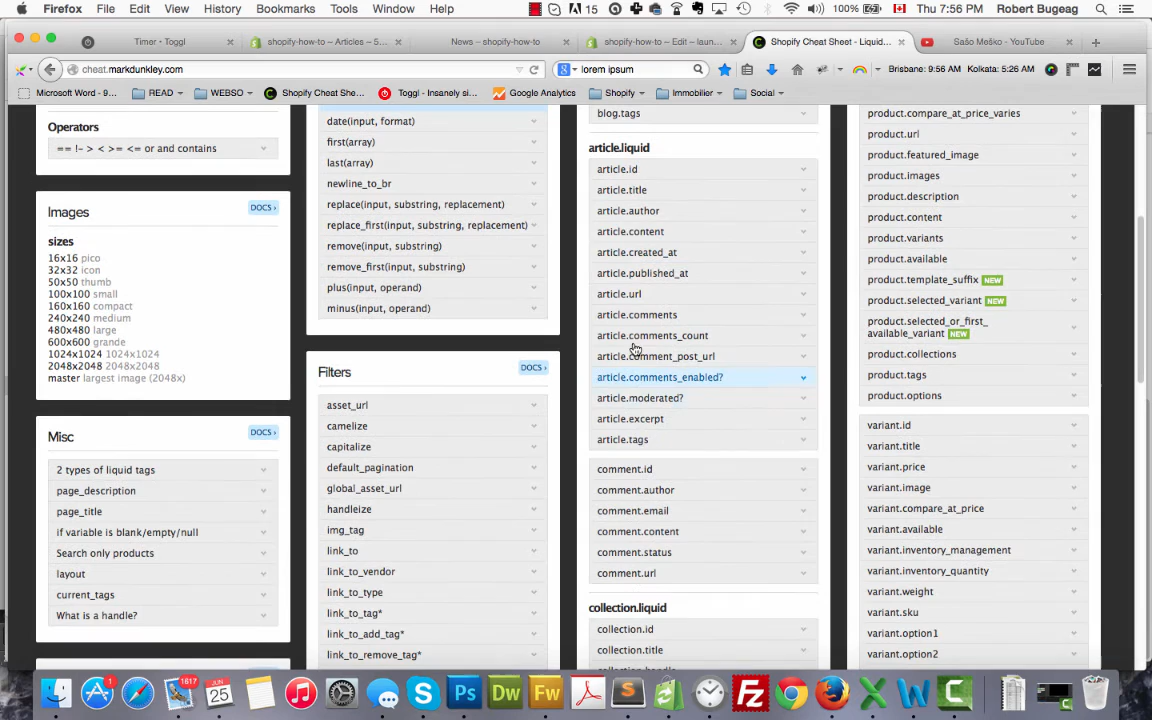 Firefox File Edit View History Bookmarks Tools Window Help 15 100% Thu 7:56 PM Robert Bugeag
Timer • Toggl
shopify-how-to ~ Articles ~ S...
News – shopify-how-to
shopify-how-to ~ Edit ~ laun...
Shopify Cheat Sheet - Liquid...
Sašo Meško - YouTube
cheat.markdunkley.com
lorem ipsum
Brisbane: 9:56 AM Kolkata: 5:26 AM
Microsoft Word - 9...
READ
WEBSO
Shopify Cheat She...
Toggl - Insanely si...
Google Analytics
Shopify
Immobilier
Social
Operators
== != > < >= <= or and contains
Images
DOCS ›
sizes
16x16 pico
32x32 icon
50x50 thumb
100x100 small
160x160 compact
240x240 medium
480x480 large
600x600 grande
1024x1024 1024x1024
2048x2048 2048x2048
master largest image (2048x)
Misc
DOCS ›
2 types of liquid tags
page_description
page_title
if variable is blank/empty/null
Search only products
layout
current_tags
What is a handle?
date(input, format)
first(array)
last(array)
newline_to_br
replace(input, substring, replacement)
replace_first(input, substring, replacement)
remove(input, substring)
remove_first(input, substring)
plus(input, operand)
minus(input, operand)
Filters
DOCS ›
asset_url
camelize
capitalize
default_pagination
global_asset_url
handleize
img_tag
link_to
link_to_vendor
link_to_type
link_to_tag*
link_to_add_tag*
link_to_remove_tag*
blog.tags
article.liquid
article.id
article.title
article.author
article.content
article.created_at
article.published_at
article.url
article.comments
article.comments_count
article.comment_post_url
article.comments_enabled?
article.moderated?
article.excerpt
article.tags
comment.id
comment.author
comment.email
comment.content
comment.status
comment.url
collection.liquid
collection.id
collection.title
product.compare_at_price_varies
product.url
product.featured_image
product.images
product.description
product.content
product.variants
product.available
product.template_suffix NEW
product.selected_variant NEW
product.selected_or_first_
available_variant NEW
product.collections
product.tags
product.options
variant.id
variant.title
variant.price
variant.image
variant.compare_at_price
variant.available
variant.inventory_management
variant.inventory_quantity
variant.weight
variant.sku
variant.option1
variant.option2
1
1617
JUN
25
Ps
Dw
Fw